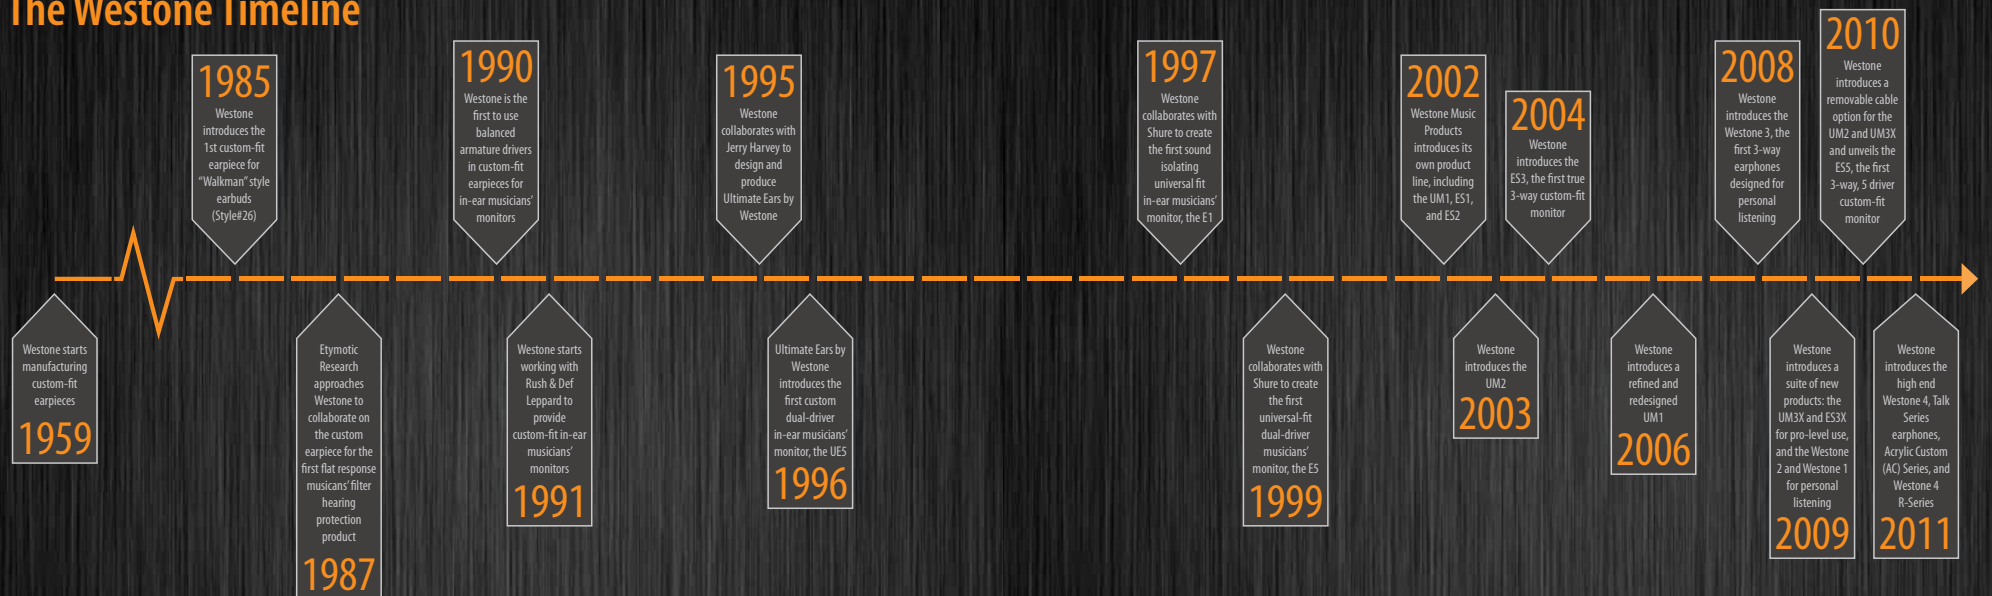 The Westone Timeline
1985
Westone
introduces the
1st custom-fit
earpiece for
“Walkman” style
earbuds
(Style#26)
1990
Westone is the
first to use
balanced
armature drivers
in custom-fit
earpieces for
in-ear musicians’
monitors
1995
Westone
collaborates with
Jerry Harvey to
design and
produce
Ultimate Ears by
Westone
1997
Westone
collaborates with
Shure to create
the first sound
isolating
universal fit
in-ear musicians’
monitor, the E1
2002
Westone Music
Products
introduces its
own product
line, including
the UM1, ES1,
and ES2
2004
Westone
introduces the
ES3, the first true
3-way custom-fit
monitor
2008
Westone
introduces the
Westone 3, the
first 3-way
earphones
designed for
personal
listening
2010
Westone
introduces a
removable cable
option for the
UM2 and UM3X
and unveils the
ES5, the first
3-way, 5 driver
custom-fit
monitor
Westone starts
manufacturing
custom-fit
earpieces
1959
Etymotic
Research
approaches
Westone to
collaborate on
the custom
earpiece for the
first flat response
musicans’ filter
hearing
protection
product
1987
Westone starts
working with
Rush & Def
Leppard to
provide
custom-fit in-ear
musicians’
monitors
1991
Ultimate Ears by
Westone
introduces the
first custom
dual-driver
in-ear musicians’
monitor, the UE5
1996
Westone
collaborates with
Shure to create
the first
universal-fit
dual-driver
musicians’
monitor, the E5
1999
Westone
introduces the
UM2
2003
Westone
introduces a
refined and
redesigned
UM1
2006
Westone
introduces a
suite of new
products: the
UM3X and ES3X
for pro-level use,
and the Westone
2 and Westone 1
for personal
listening
2009
Westone
introduces the
high end
Westone 4, Talk
Series
earphones,
Acrylic Custom
(AC) Series, and
Westone 4
R-Series
2011